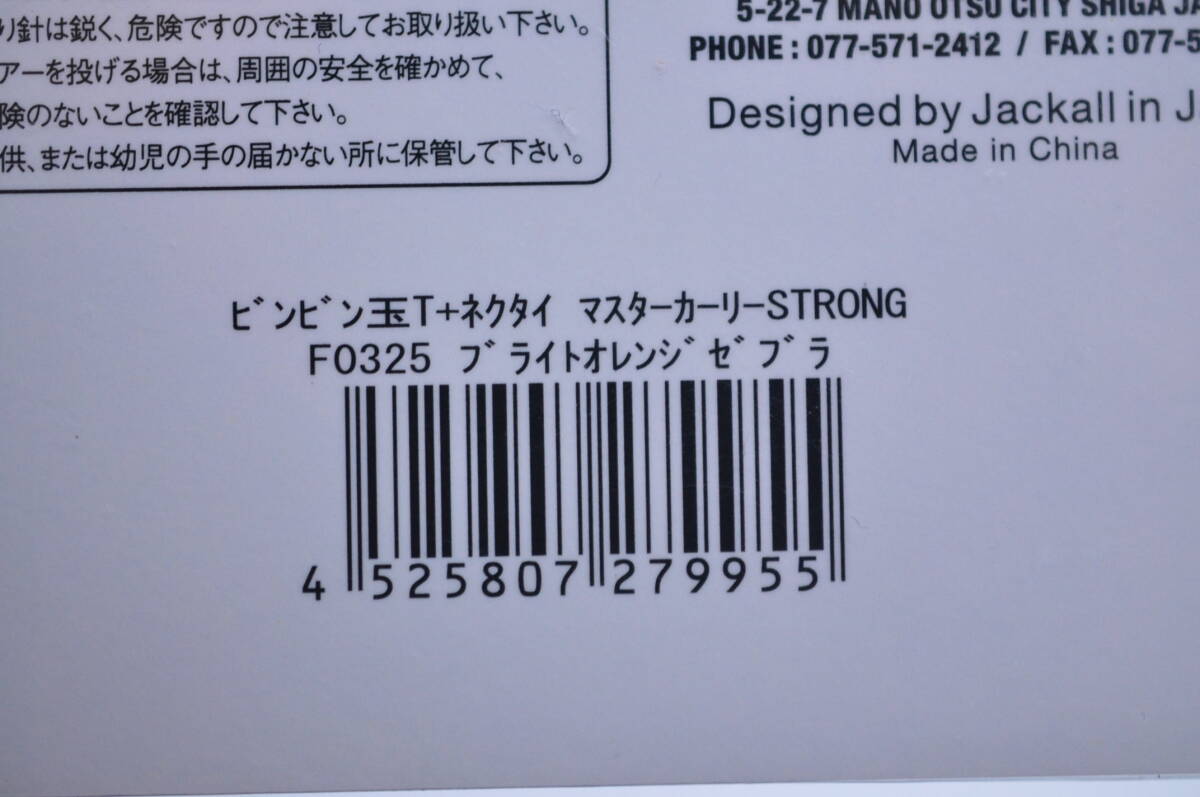 り針は鋭く、危険ですので注意してお取り扱い下さい。
アーを投げる場合は、周囲の安全を確かめて、
険のないことを確認して下さい。
供、または幼児の手の届かない所に保管して下さい。
5-22-7 MANO OTSU CITY SHIGA JA
PHONE : 077-571-2412 / FAX : 077-5
Designed by Jackall in J
Made in China
ﾋﾞﾝﾋﾞﾝ玉T+ﾈｸﾀｲ ﾏｽﾀｰｶｰﾘｰSTRONG
F0325 ﾌﾞﾗｲﾄｵﾚﾝｼﾞｾﾞﾌﾞﾗ
4 525807 279955